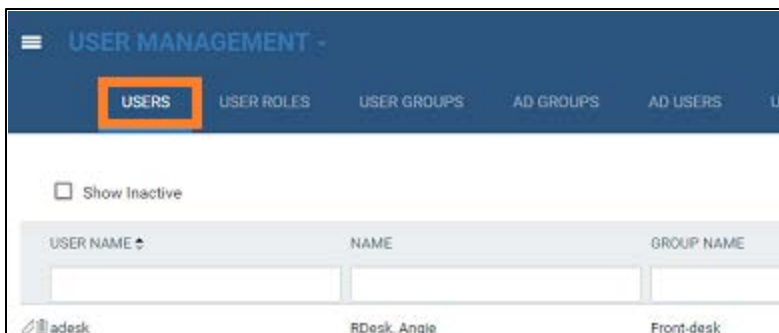 USER MANAGEMENT -
USERS USER ROLES USER GROUPS AD GROUPS AD USERS
Show Inactive
USER NAME NAME GROUP NAME
adesk RDesk, Angie Front-desk